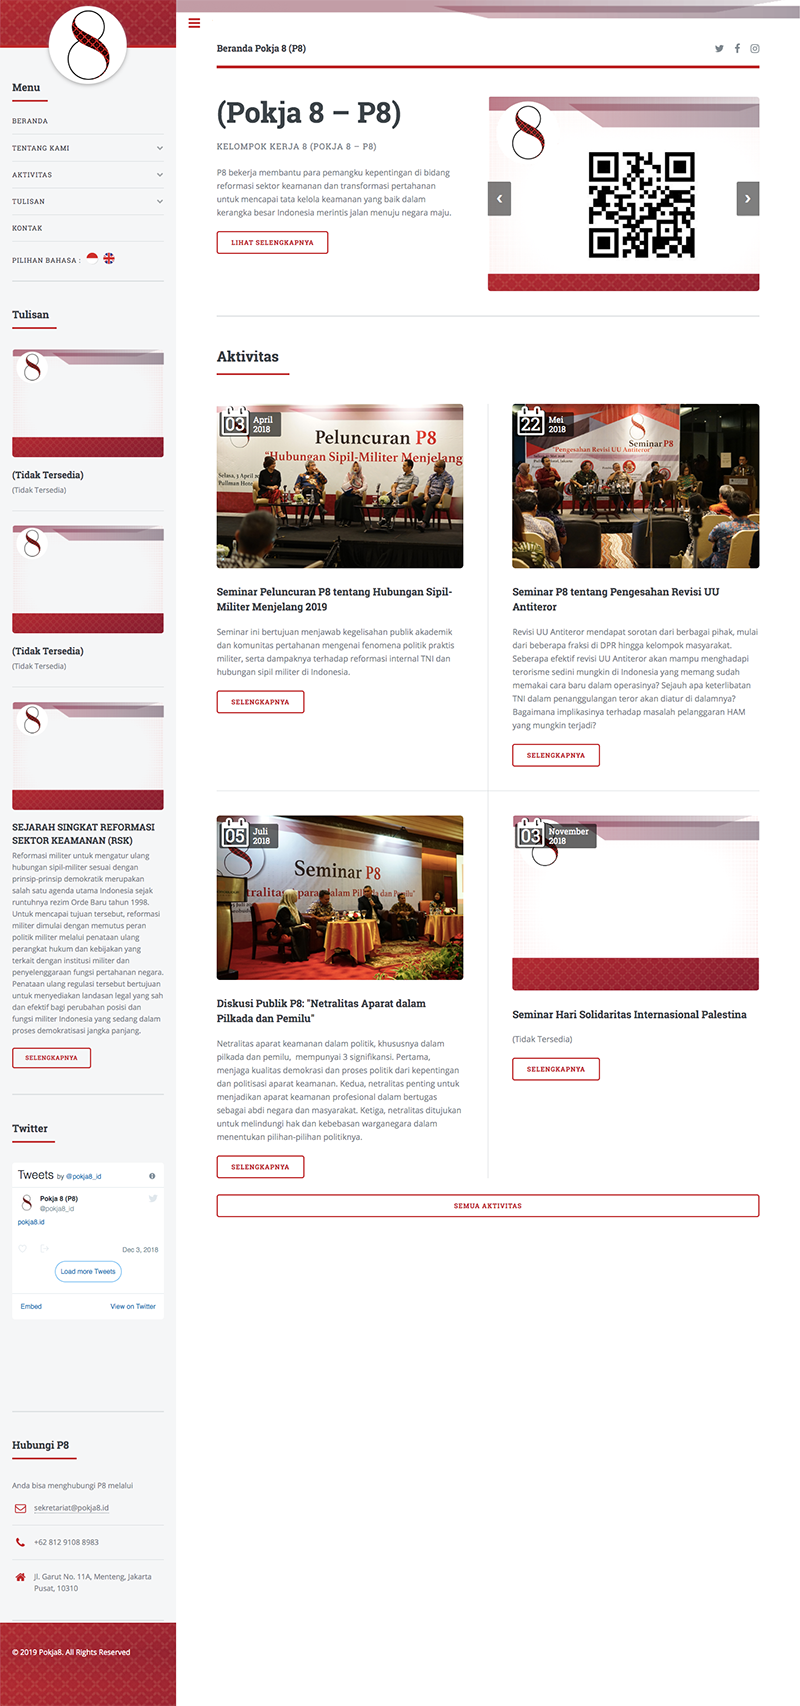 Menu
BERANDA
TENTANG KAMI
AKTIVITAS
TULISAN
KONTAK
PILIHAN BAHASA :
Tulisan
(Tidak Tersedia)
(Tidak Tersedia)
(Tidak Tersedia)
(Tidak Tersedia)
SEJARAH SINGKAT REFORMASI
SEKTOR KEAMANAN (RSK)
Reformasi militer untuk mengatur ulang
hubungan sipil-militer sesuai dengan
prinsip-prinsip demokratik merupakan
salah satu agenda utama Indonesia sejak
runtuhnya rezim Orde Baru tahun 1998.
Untuk mencapai tujuan tersebut, reformasi
militer dimulai dengan memutus peran
politik militer melalui penataan ulang
perangkat hukum dan kebijakan yang
terkait dengan institusi militer dan
penyelenggaraan fungsi pertahanan negara.
Penataan ulang regulasi tersebut bertujuan
untuk menyediakan landasan legal yang sah
dan efektif bagi perubahan posisi dan
fungsi militer Indonesia yang sedang dalam
proses demokratisasi jangka panjang.
SELENGKAPNYA
Twitter
Tweets by @pokja8_id
Pokja 8 (P8)
@pokja8_id
pokja8.id
Dec 3, 2018
Load more Tweets
Embed
View on Twitter
Hubungi P8
Anda bisa menghubungi P8 melalui
sekretariat@pokja8.id
+62 812 9108 8983
Jl. Garut No. 11A, Menteng, Jakarta
Pusat, 10310
© 2019 Pokja8. All Rights Reserved
Beranda Pokja 8 (P8)
(Pokja 8 – P8)
KELOMPOK KERJA 8 (POKJA 8 – P8)
P8 bekerja membantu para pemangku kepentingan di bidang
reformasi sektor keamanan dan transformasi pertahanan
untuk mencapai tata kelola keamanan yang baik dalam
kerangka besar Indonesia merintis jalan menuju negara maju.
LIHAT SELENGKAPNYA
Aktivitas
03 April
2018
Peluncuran P8
"Hubungan Sipil-Militer Menjelang
Selasa, 3 April 2018
Pullman Hotel
Seminar Peluncuran P8 tentang Hubungan Sipil-
Militer Menjelang 2019
Seminar ini bertujuan menjawab kegelisahan publik akademik
dan komunitas pertahanan mengenai fenomena politik praktis
militer, serta dampaknya terhadap reformasi internal TNI dan
hubungan sipil militer di Indonesia.
SELENGKAPNYA
22 Mei
2018
Seminar P8
"Pengesahan Revisi UU Antiteror"
Seminar P8 tentang Pengesahan Revisi UU
Antiteror
Revisi UU Antiteror mendapat sorotan dari berbagai pihak, mulai
dari beberapa fraksi di DPR hingga kelompok masyarakat.
Seberapa efektif revisi UU Antiteror akan mampu menghadapi
terorisme sedini mungkin di Indonesia yang memang sudah
memakai cara baru dalam operasinya? Sejauh apa keterlibatan
TNI dalam penanggulangan teror akan diatur di dalamnya?
Bagaimana implikasinya terhadap masalah pelanggaran HAM
yang mungkin terjadi?
SELENGKAPNYA
05 Juli
2018
Seminar P8
Diskusi Publik P8: "Netralitas Aparat dalam
Pilkada dan Pemilu"
Netralitas aparat keamanan dalam politik, khususnya dalam
pilkada dan pemilu, mempunyai 3 signifikansi. Pertama,
menjaga kualitas demokrasi dan proses politik dari kepentingan
dan politisasi aparat keamanan. Kedua, netralitas penting untuk
menjadikan aparat keamanan profesional dalam bertugas
sebagai abdi negara dan masyarakat. Ketiga, netralitas ditujukan
untuk melindungi hak dan kebebasan warganegara dalam
menentukan pilihan-pilihan politiknya.
SELENGKAPNYA
03 November
2018
Seminar Hari Solidaritas Internasional Palestina
(Tidak Tersedia)
SELENGKAPNYA
SEMUA AKTIVITAS